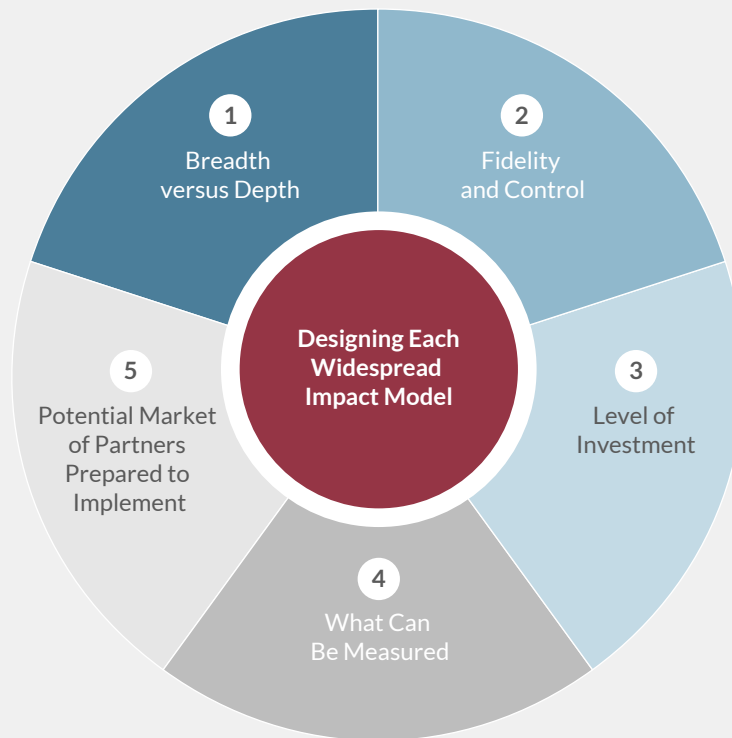 1
Breadth
versus Depth
2
Fidelity
and Control
3
Level of
Investment
4
What Can
Be Measured
5
Potential Market
of Partners
Prepared to
Implement
Designing Each
Widespread
Impact Model